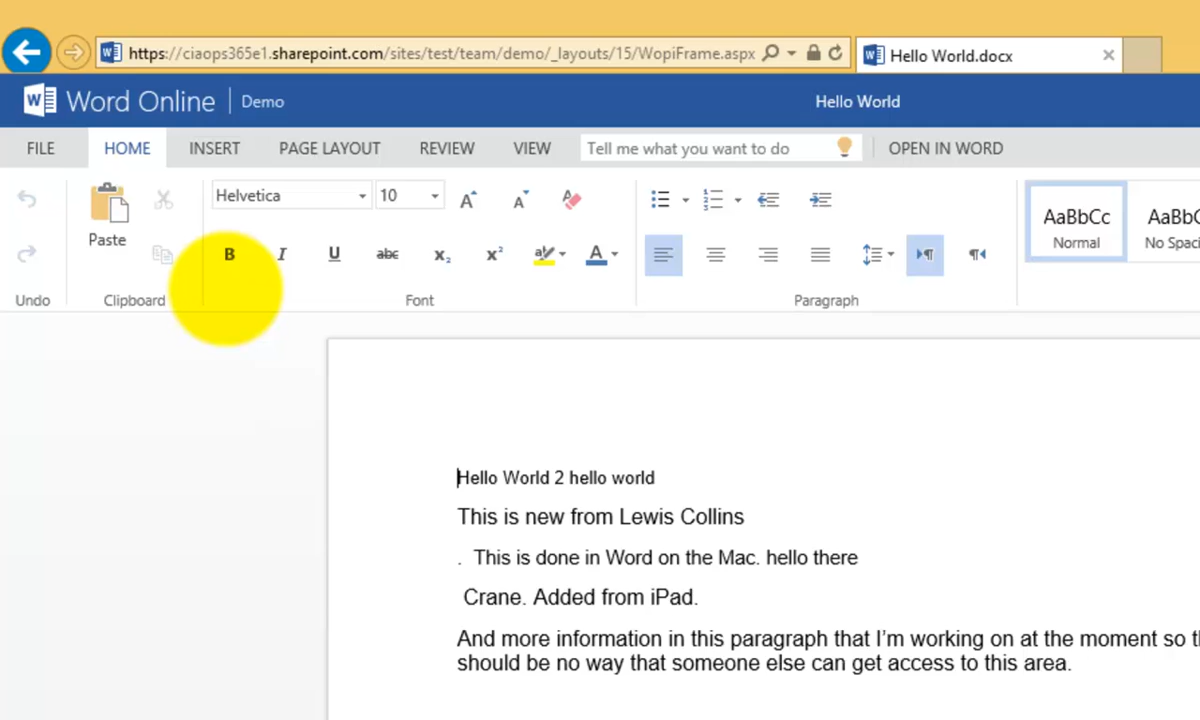 https://ciaops365e1.sharepoint.com/sites/test/team/demo/_layouts/15/WopiFrame.aspx
Hello World.docx
Word Online Demo Hello World
FILE HOME INSERT PAGE LAYOUT REVIEW VIEW Tell me what you want to do OPEN IN WORD
Helvetica 10
Paste
B I U abc x₂ x²
AaBbCc
Normal
No Spaci
Undo Clipboard Font Paragraph
Hello World 2 hello world
This is new from Lewis Collins
. This is done in Word on the Mac. hello there
Crane. Added from iPad.
And more information in this paragraph that I'm working on at the moment so
should be no way that someone else can get access to this area.